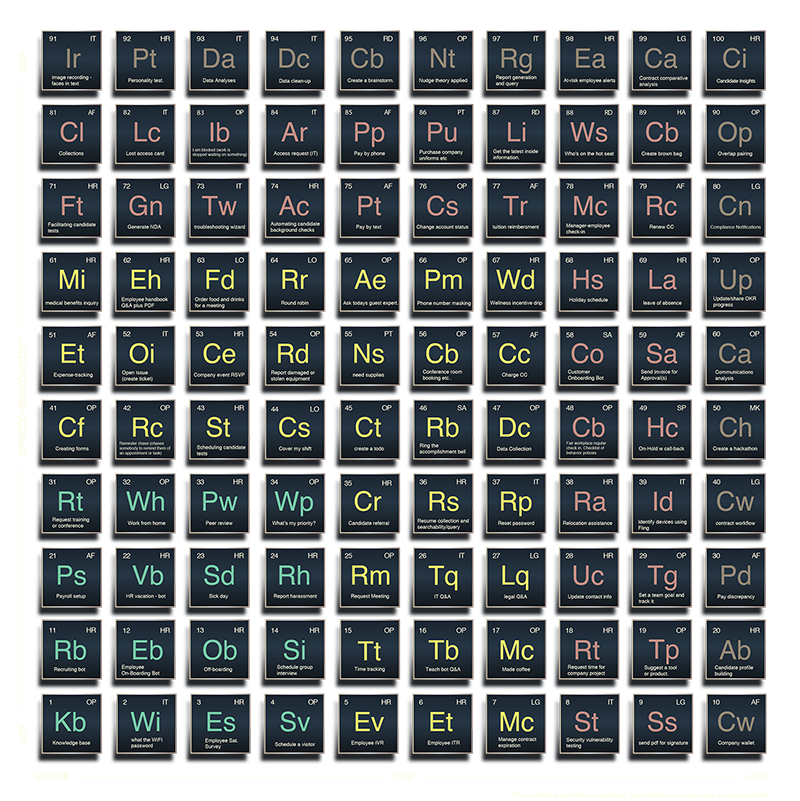 91 IT
Ir
Image recording -
faces in text
92 HR
Pt
Personality test.
93 IT
Da
Data Analyses
94 IT
Dc
Data clean-up
95 RD
Cb
Create a brainstorm.
96 OP
Nt
Nudge theory applied
97 IT
Rg
Report generation
and query
98 HR
Ea
At-risk employee alerts
99 LG
Ca
Contract comparative
analysis
100 HR
Ci
Candidate Insights
81 AF
Cl
Collections
82 IT
Lc
Lost access card
83 OP
Ib
I am blocked (work is
stopped waiting on something)
84 IT
Ar
Access request (IT)
85 AF
Pp
Pay by phone
86 PT
Pu
Purchase company
uniforms etc
87 RD
Li
Get the latest inside
information.
88 RD
Ws
Who's on the hot seat
89 HA
Cb
Create brown bag
90 OP
Op
Overlap pairing
71 HR
Ft
Facilitating candidate
tests
72 LG
Gn
Generate NDA
73 IT
Tw
troubleshooting wizard
74 HR
Ac
Automating candidate
background checks
75 AF
Pt
Pay by text
76 OP
Cs
Change account status
77 AF
Tr
tuition reimbersment
78 HR
Mc
Manager-employee
check-in
79 AF
Rc
Renew CC
80 LG
Cn
Compliance Notifications
61 HR
Mi
medical benefits inquiry
62 HR
Eh
Employee handbook
Q&A plus PDF
63 LO
Fd
Order food and drinks
for a meeting
64 LO
Rr
Round robin
65 OP
Ae
Ask todays guest expert.
66 OP
Pm
Phone number masking
67 HR
Wd
Wellness incentive drip
68 HR
Hs
Holiday schedule
69 HR
La
leave of absence
70 OP
Up
Update/share OKR
progress
51 AF
Et
Expense-tracking
52 IT
Oi
Open issue
(create ticket)
53 HR
Ce
Company event RSVP
54 OP
Rd
Report damaged or
stolen equipment
55 PT
Ns
need supplies
56 OP
Cb
Conference room
booking etc..
57 AF
Cc
Charge CC
58 SA
Co
Customer
Onboarding Bot
59 AF
Sa
Send Invoice for
Approval(s)
60 OP
Ca
Communications
analysis
41 OP
Cf
Creating forms
42 OP
Rc
Reminder chase (chases
somebody to remind them of
an appointment or task)
43 HR
St
Scheduling candidate
tests
44 LO
Cs
Cover my shift
45 OP
Ct
create a todo
46 SA
Rb
Ring the
accomplishment bell
47 OP
Dc
Data Collection
48 OP
Cb
Fair workplace regular
check in. Checklist of
behavior policies.
49 SP
Hc
On-Hold w call-back
50 MK
Ch
Create a hackathon
31 OP
Rt
Request training
or conference
32 OP
Wh
Work from home
33 HR
Pw
Peer review
34 OP
Wp
What's my priority?
35 HR
Cr
Candidate referral
36 HR
Rs
Resume collection and
searchability/query
37 IT
Rp
Reset password
38 HR
Ra
Relocation assistance
39 IT
Id
Identify devices using
Fling
40 LG
Cw
contract workflow
21 AF
Ps
Payroll setup
22 HR
Vb
HR vacation - bot
23 HR
Sd
Sick day
24 HR
Rh
Report harassment
25 OP
Rm
Request Meeting
26 IT
Tq
IT Q&A
27 LG
Lq
legal Q&A
28 HR
Uc
Update contact info
29 OP
Tg
Set a team goal and
track it.
30 AF
Pd
Pay discrepancy
11 HR
Rb
Recruiting bot
12 HR
Eb
Employee
On-Boarding Bot
13 HR
Ob
Off-boarding
14 HR
Si
Schedule group
interview
15 OP
Tt
Time tracking
16 OP
Tb
Teach bot Q&A
17 OP
Mc
Made coffee
18 HR
Rt
Request time for
company project
19 OP
Tp
Suggest a tool
or product.
20 HR
Ab
Candidate profile
building
1 OP
Kb
Knowledge base
2 IT
Wi
what the WiFi
password
3 HR
Es
Employee Sat.
Survey
4 OP
Sv
Schedule a visitor
5 HR
Ev
Employee IVR
6 HR
Et
Employee ITR
7 LG
Mc
Manage contract
expiration
8 IT
St
Security vulnerability
testing
9 LG
Ss
send pdf for signature
10 AF
Cw
Company wallet